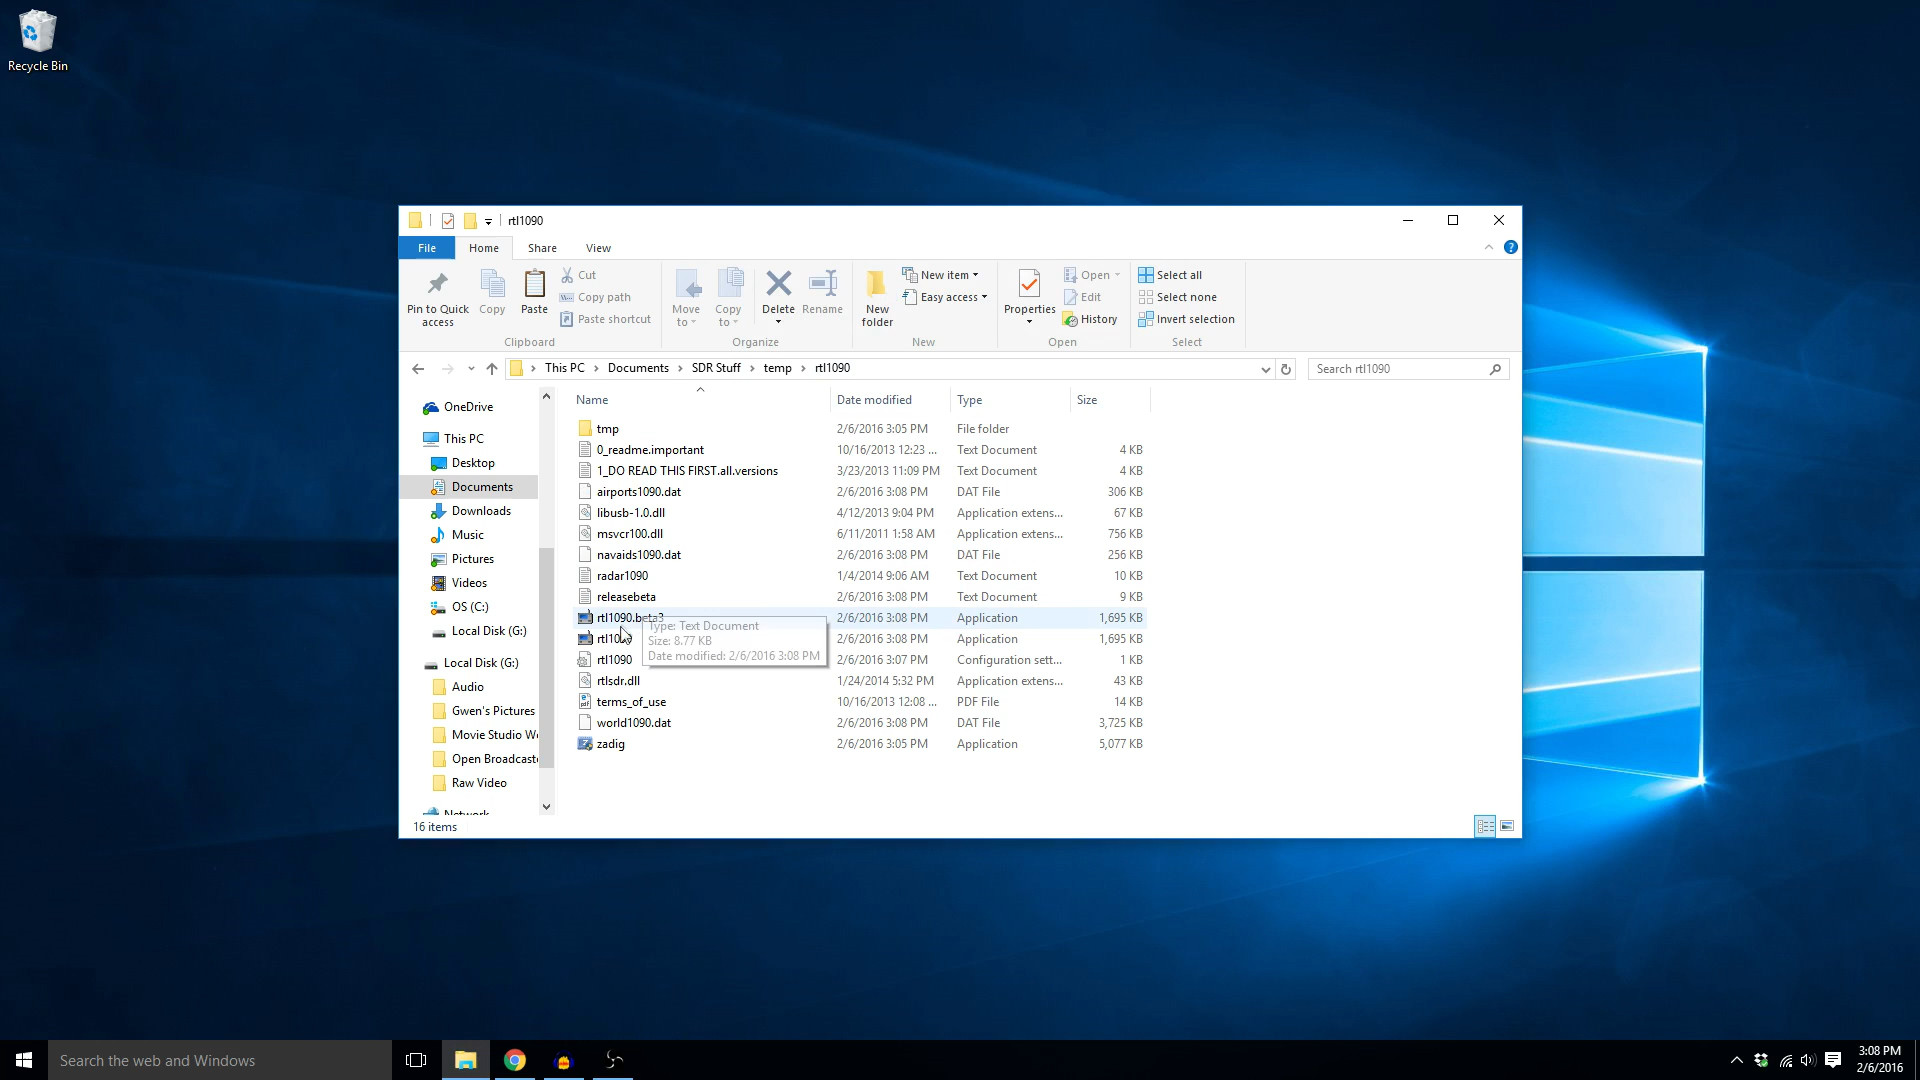 Recycle Bin
rtl1090
File Home Share View
Pin to Quick access
Copy
Paste
Cut
Copy path
Paste shortcut
Clipboard
Move to
Copy to
Delete
Rename
Organize
New folder
New item
Easy access
New
Properties
Open
Edit
History
Open
Select all
Select none
Invert selection
Select
This PC > Documents > SDR Stuff > temp > rtl1090
Search rtl1090
OneDrive
This PC
Desktop
Documents
Downloads
Music
Pictures
Videos
OS (C:)
Local Disk (G:)
Local Disk (G:)
Audio
Gwen's Pictures
Movie Studio W
Open Broadcast
Raw Video
Network
Name Date modified Type Size
tmp 2/6/2016 3:05 PM File folder
0_readme.important 10/16/2013 12:23 ... Text Document 4 KB
1_DO READ THIS FIRST.all.versions 3/23/2013 11:09 PM Text Document 4 KB
airports1090.dat 2/6/2016 3:08 PM DAT File 306 KB
libusb-1.0.dll 4/12/2013 9:04 PM Application extens... 67 KB
msvcr100.dll 6/11/2011 1:58 AM Application extens... 756 KB
navaids1090.dat 2/6/2016 3:08 PM DAT File 256 KB
radar1090 1/4/2014 9:06 AM Text Document 10 KB
releasebeta 2/6/2016 3:08 PM Text Document 9 KB
rtl1090.beta3 2/6/2016 3:08 PM Application 1,695 KB
rtl1090 2/6/2016 3:08 PM Application 1,695 KB
rtl1090 2/6/2016 3:07 PM Configuration sett... 1 KB
rtlsdr.dll 1/24/2014 5:32 PM Application extens... 43 KB
terms_of_use 10/16/2013 12:08 ... PDF File 14 KB
world1090.dat 2/6/2016 3:08 PM DAT File 3,725 KB
zadig 2/6/2016 3:05 PM Application 5,077 KB
Type: Text Document
Size: 8.77 KB
Date modified: 2/6/2016 3:08 PM
16 items
Search the web and Windows
3:08 PM
2/6/2016